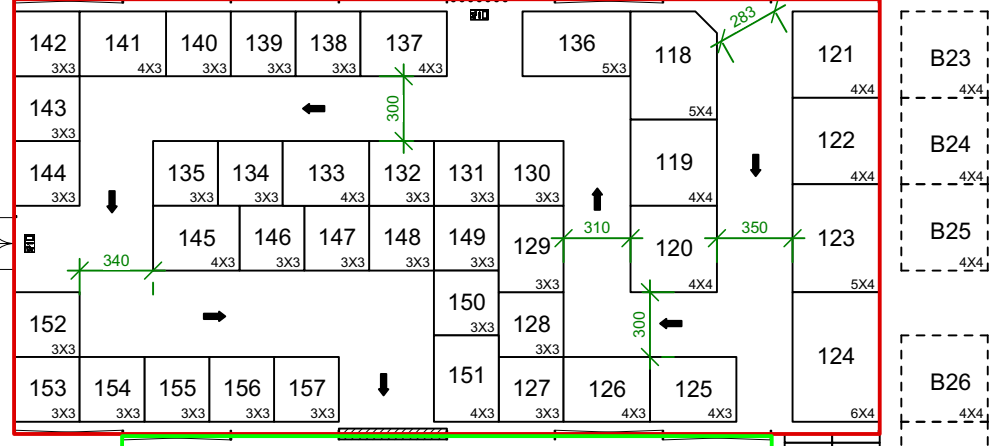 142
3X3
141
4X3
140
3X3
139
3X3
138
3X3
137
4X3
136
5X3
118
5X4
283
121
4X4
B23
4X4
143
3X3
300
122
4X4
B24
4X4
144
3X3
135
3X3
134
3X3
133
4X3
132
3X3
131
3X3
130
3X3
119
4X4
145
4X3
146
3X3
147
3X3
148
3X3
149
3X3
129
3X3
310
120
4X4
350
123
5X4
B25
4X4
340
152
3X3
150
3X3
128
3X3
300
124
6X4
153
3X3
154
3X3
155
3X3
156
3X3
157
3X3
151
4X3
127
3X3
126
4X3
125
4X3
B26
4X4